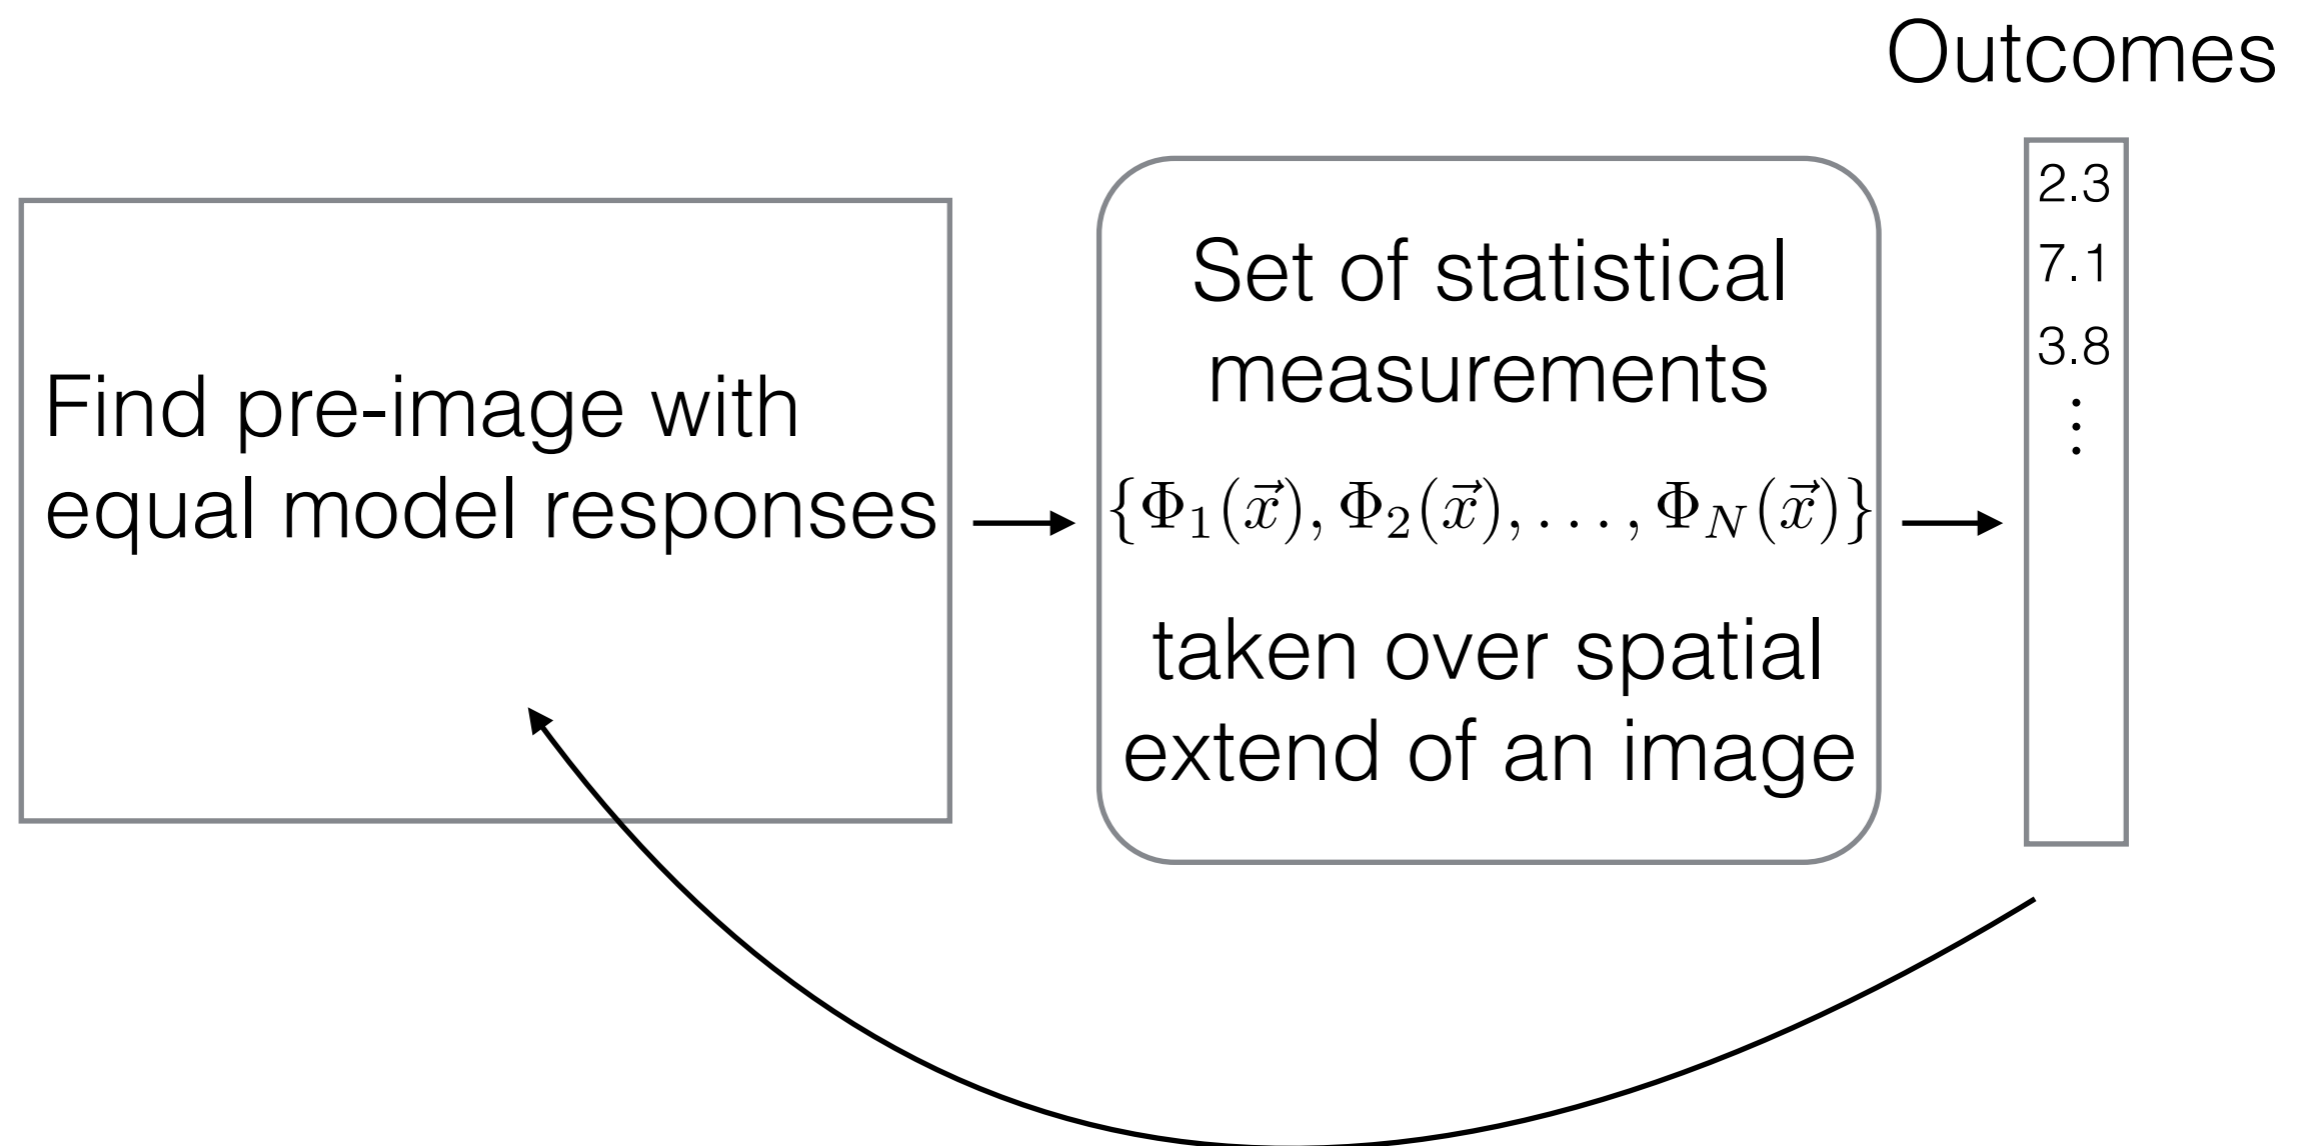 Outcomes
Find pre-image with
equal model responses
Set of statistical
measurements
{Φ₁(x⃗), Φ₂(x⃗), . . . , Φ_N(x⃗)}
taken over spatial
extend of an image
2.3
7.1
3.8
⋮